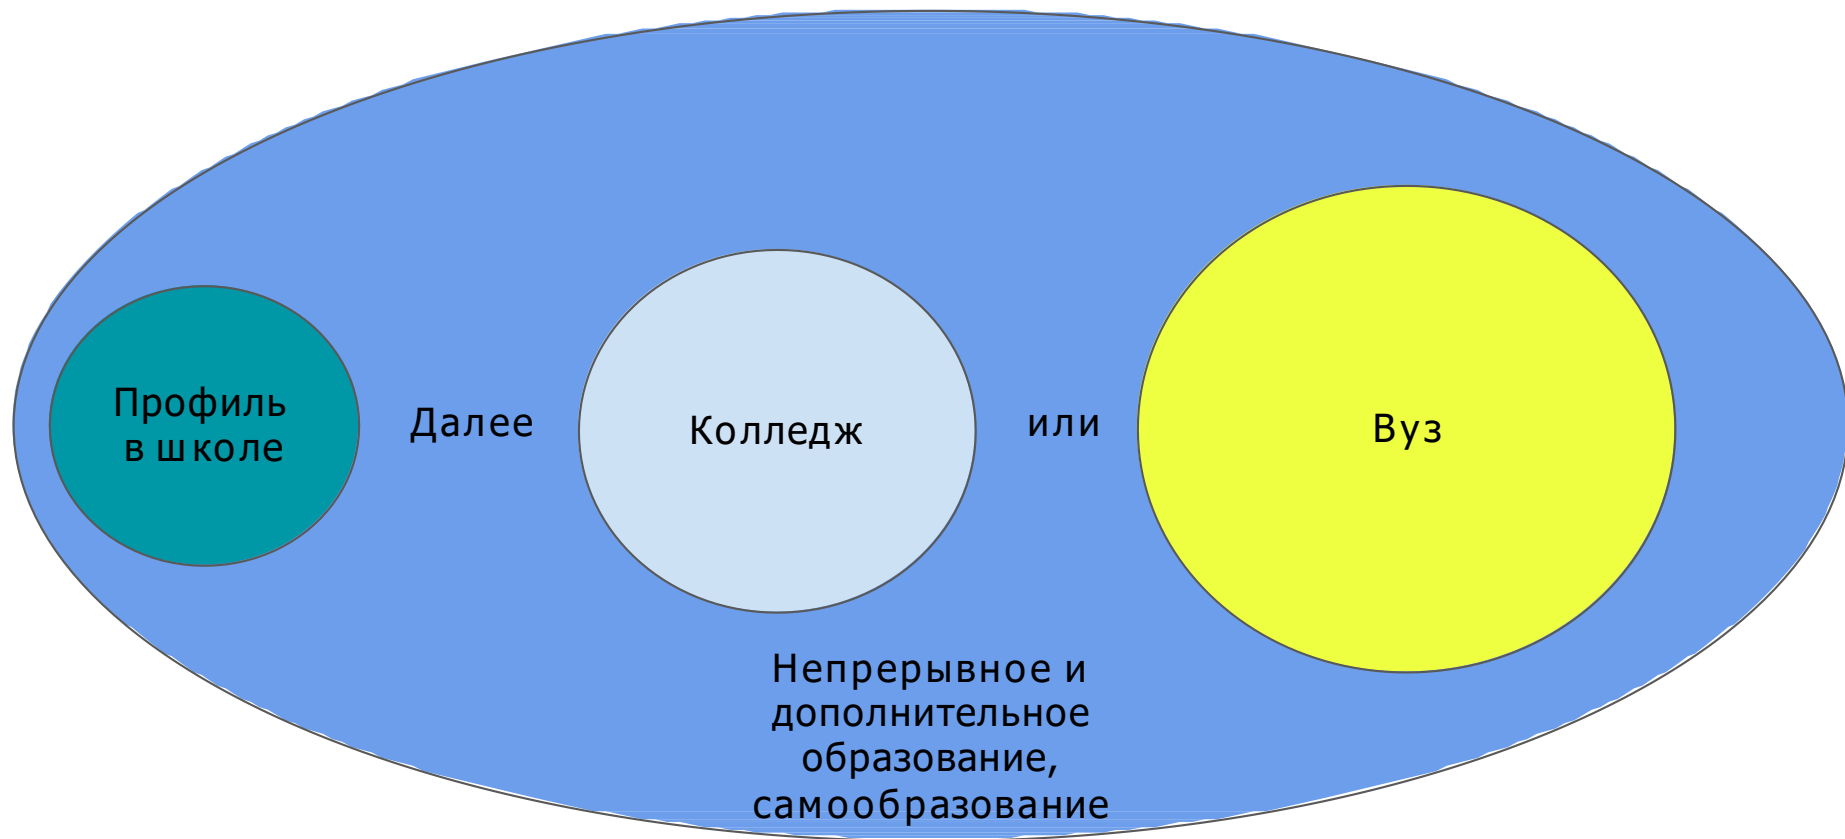 Профиль
в школе
Далее
Колледж
или
Вуз
Непрерывное и
дополнительное
образование,
самообразование